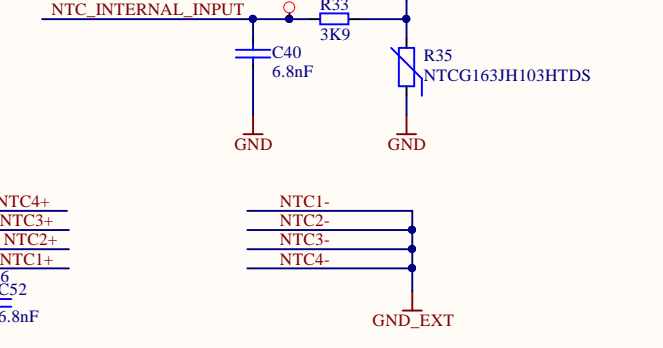 NTC_INTERNAL_INPUT
R33
3K9
C40
6.8nF
R35
NTCG163JH103HTDS
GND
GND
NTC4+
NTC3+
NTC2+
NTC1+
6
C52
6.8nF
NTC1-
NTC2-
NTC3-
NTC4-
GND_EXT